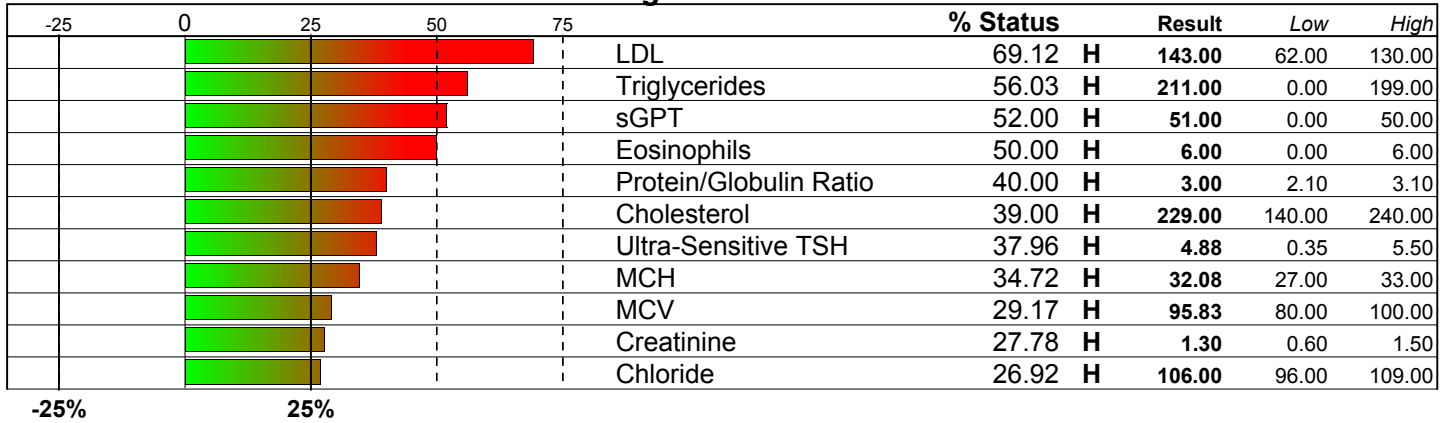 -25 0 25 50 75 % Status Result Low High
LDL 69.12 H 143.00 62.00 130.00
Triglycerides 56.03 H 211.00 0.00 199.00
sGPT 52.00 H 51.00 0.00 50.00
Eosinophils 50.00 H 6.00 0.00 6.00
Protein/Globulin Ratio 40.00 H 3.00 2.10 3.10
Cholesterol 39.00 H 229.00 140.00 240.00
Ultra-Sensitive TSH 37.96 H 4.88 0.35 5.50
MCH 34.72 H 32.08 27.00 33.00
MCV 29.17 H 95.83 80.00 100.00
Creatinine 27.78 H 1.30 0.60 1.50
Chloride 26.92 H 106.00 96.00 109.00
-25% 25%